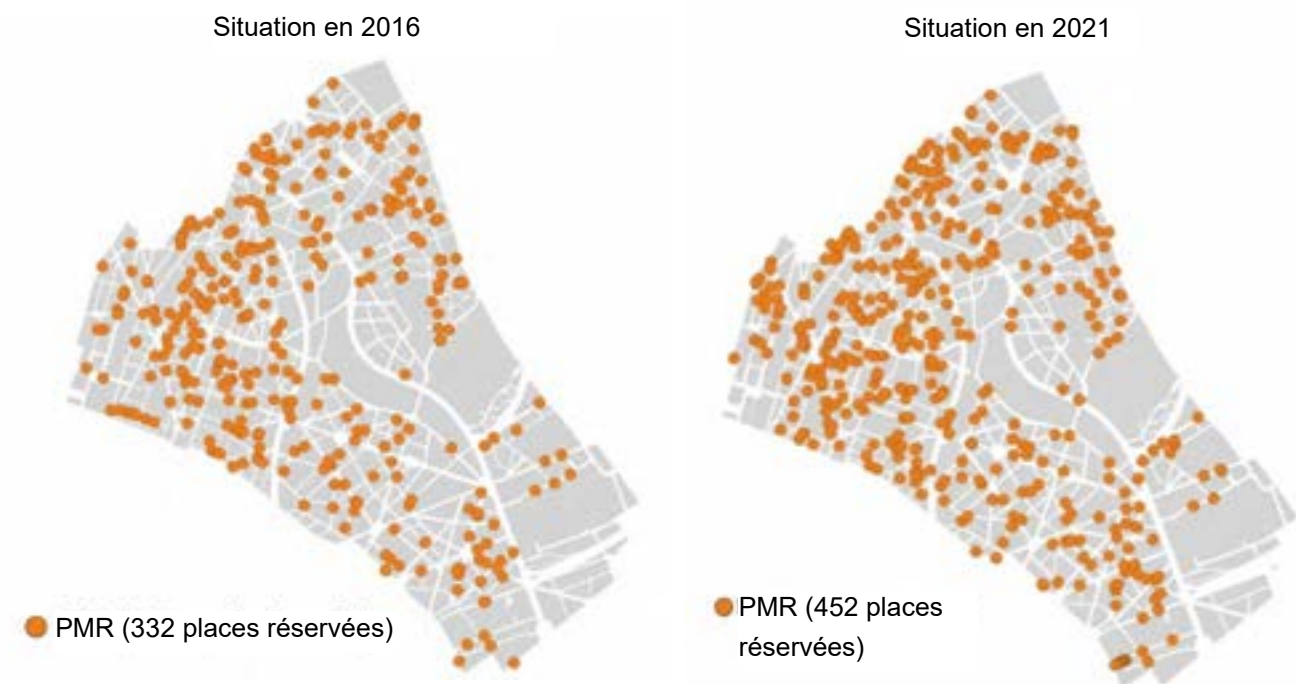 Situation en 2016
Situation en 2021
PMR (332 places réservées)
PMR (452 places
réservées)